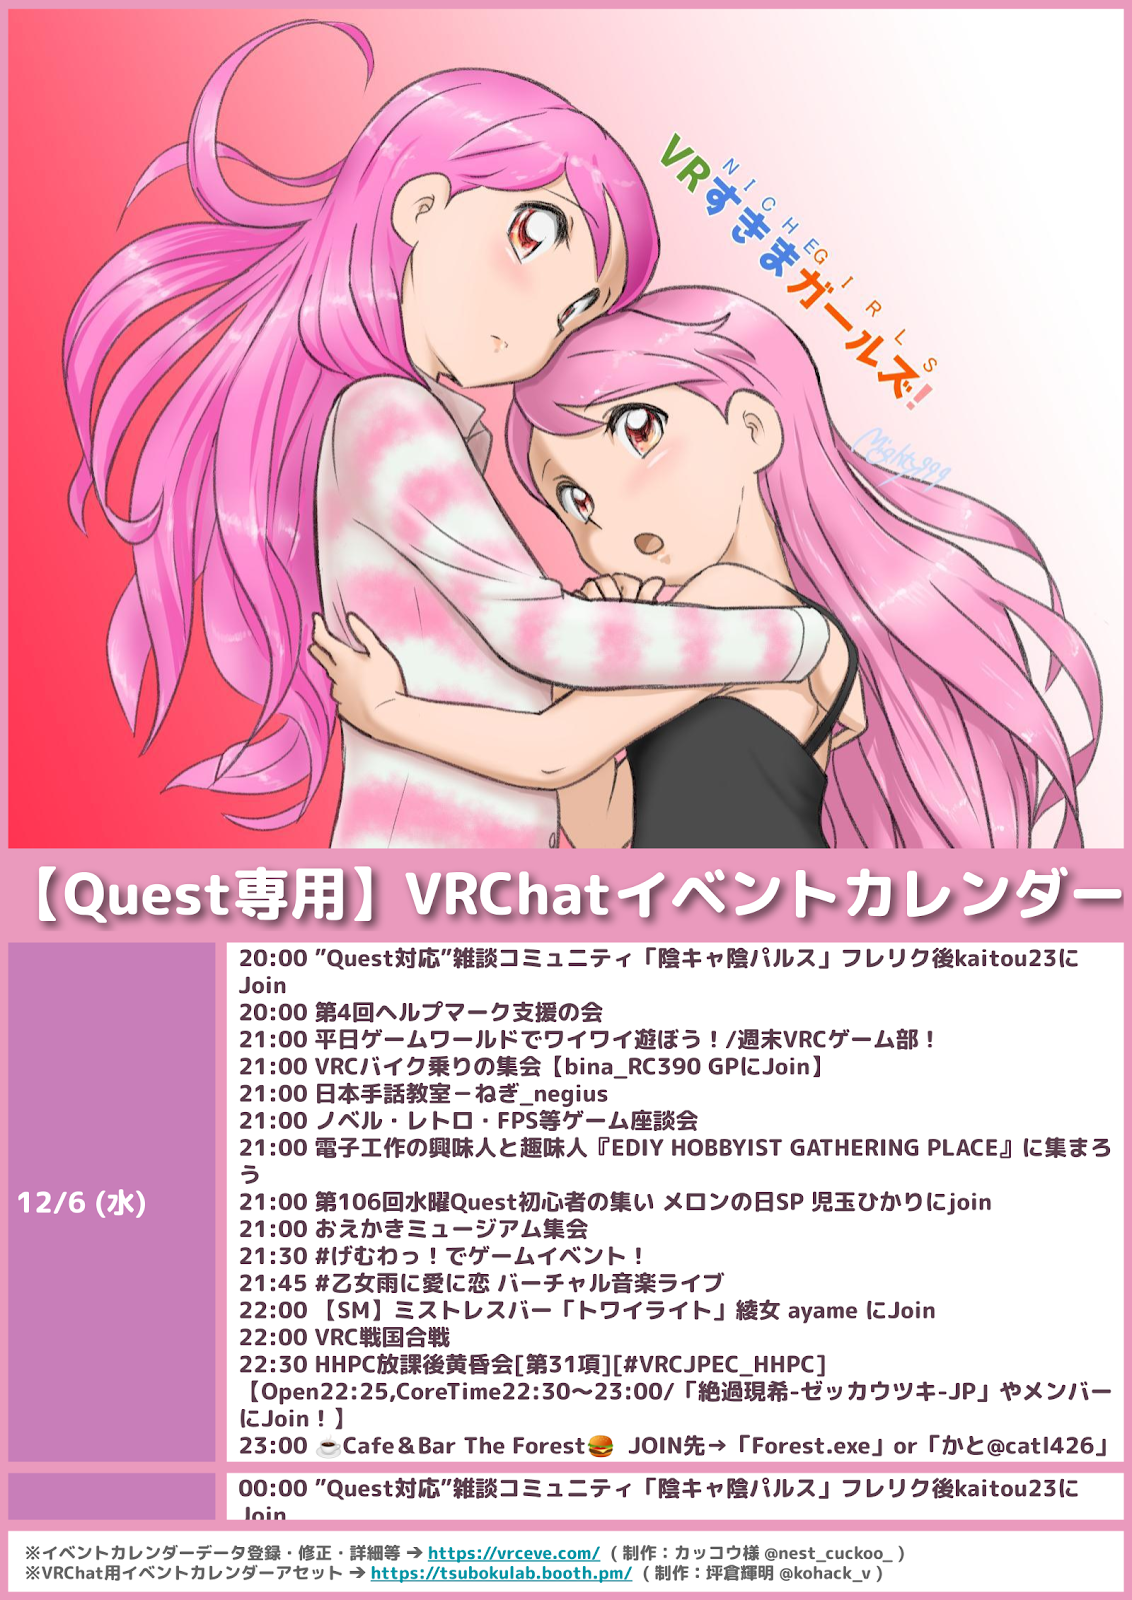 NICHE GIRLS
VRすきまガールズ!
Mighty999
【Quest専用】VRChatイベントカレンダー
12/6 (水)
20:00 ”Quest対応”雑談コミュニティ「陰キャ陰パルス」フレリク後kaitou23に
Join
20:00 第4回ヘルプマーク支援の会
21:00 平日ゲームワールドでワイワイ遊ぼう！/週末VRCゲーム部！
21:00 VRCバイク乗りの集会【bina_RC390 GPにJoin】
21:00 日本手話教室－ねぎ_negius
21:00 ノベル・レトロ・FPS等ゲーム座談会
21:00 電子工作の興味人と趣味人『EDIY HOBBYIST GATHERING PLACE』に集まろ
う
21:00 第106回水曜Quest初心者の集い メロンの日SP 児玉ひかりにjoin
21:00 おえかきミュージアム集会
21:30 #げむわっ！でゲームイベント！
21:45 #乙女雨に愛に恋 バーチャル音楽ライブ
22:00 【SM】ミストレスバー「トワイライト」綾女 ayame にJoin
22:00 VRC戦国合戦
22:30 HHPC放課後黄昏会[第31項][#VRCJPEC_HHPC]
【Open22:25,CoreTime22:30～23:00/「絶過現希-ゼッカウツキ-JP」やメンバー
にJoin！】
23:00 ☕Cafe＆Bar The Forest🍔 JOIN先→「Forest.exe」or「かと@catl426」
00:00 ”Quest対応”雑談コミュニティ「陰キャ陰パルス」フレリク後kaitou23に
Join
※イベントカレンダーデータ登録・修正・詳細等 ➔ https://vrceve.com/ ( 制作：カッコウ様 @nest_cuckoo_ )
※VRChat用イベントカレンダーアセット ➔ https://tsubokulab.booth.pm/ ( 制作：坪倉輝明 @kohack_v )